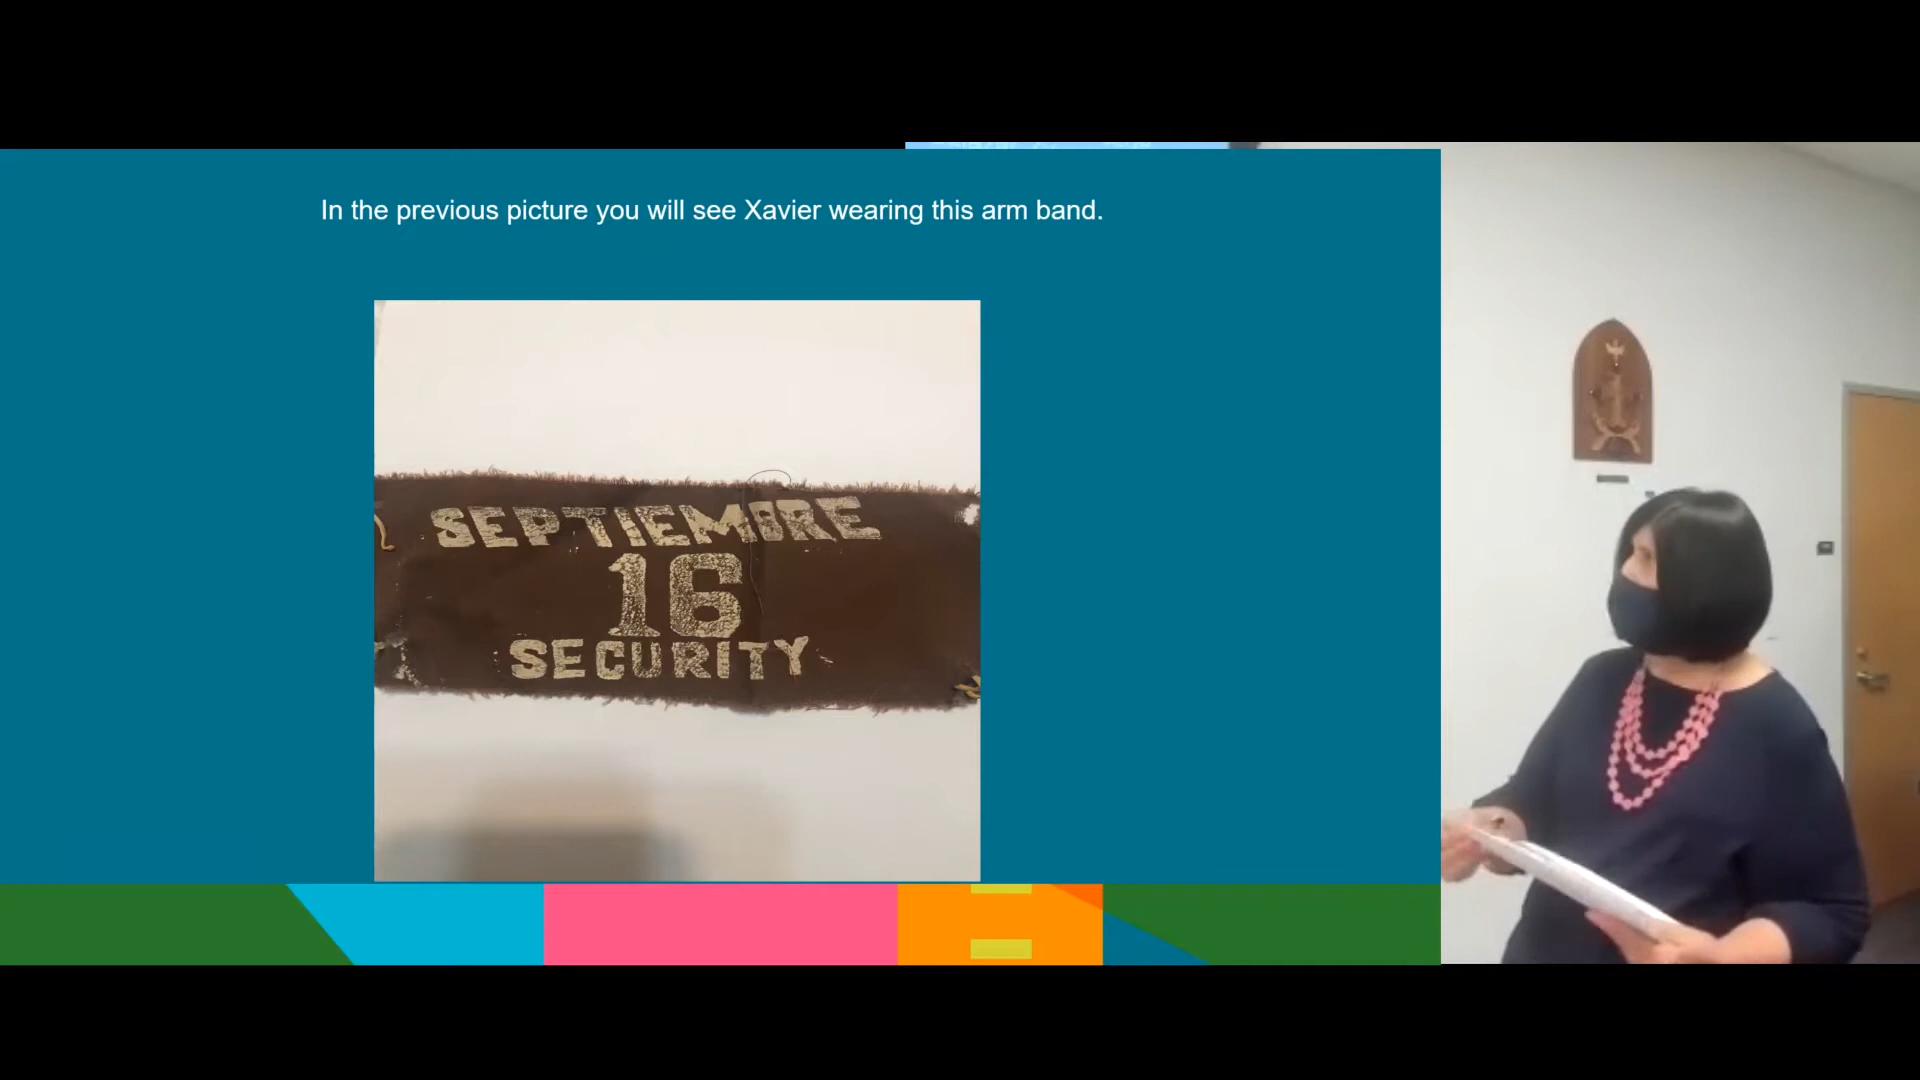 In the previous picture you will see Xavier wearing this arm band.
SEPTIEMBRE
16
SECURITY